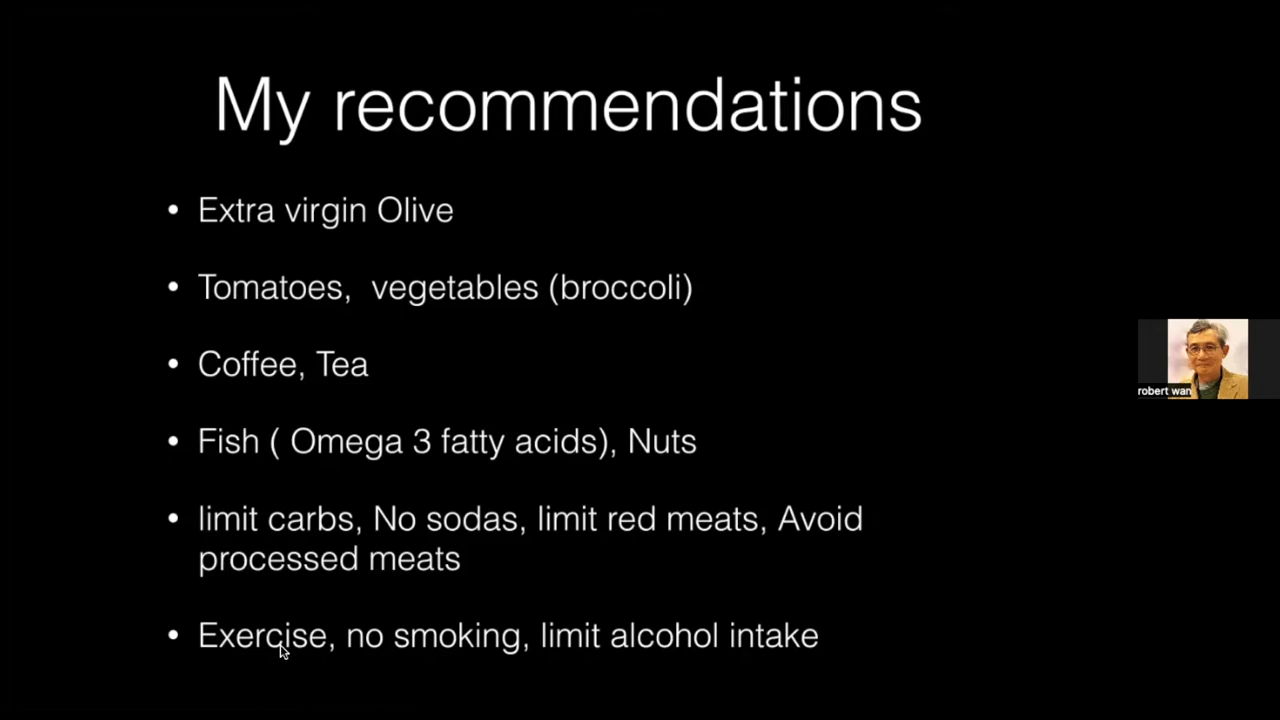 My recommendations
• Extra virgin Olive
• Tomatoes,  vegetables (broccoli)
• Coffee, Tea
• Fish ( Omega 3 fatty acids), Nuts
• limit carbs, No sodas, limit red meats, Avoid
processed meats
• Exercise, no smoking, limit alcohol intake
robert wan